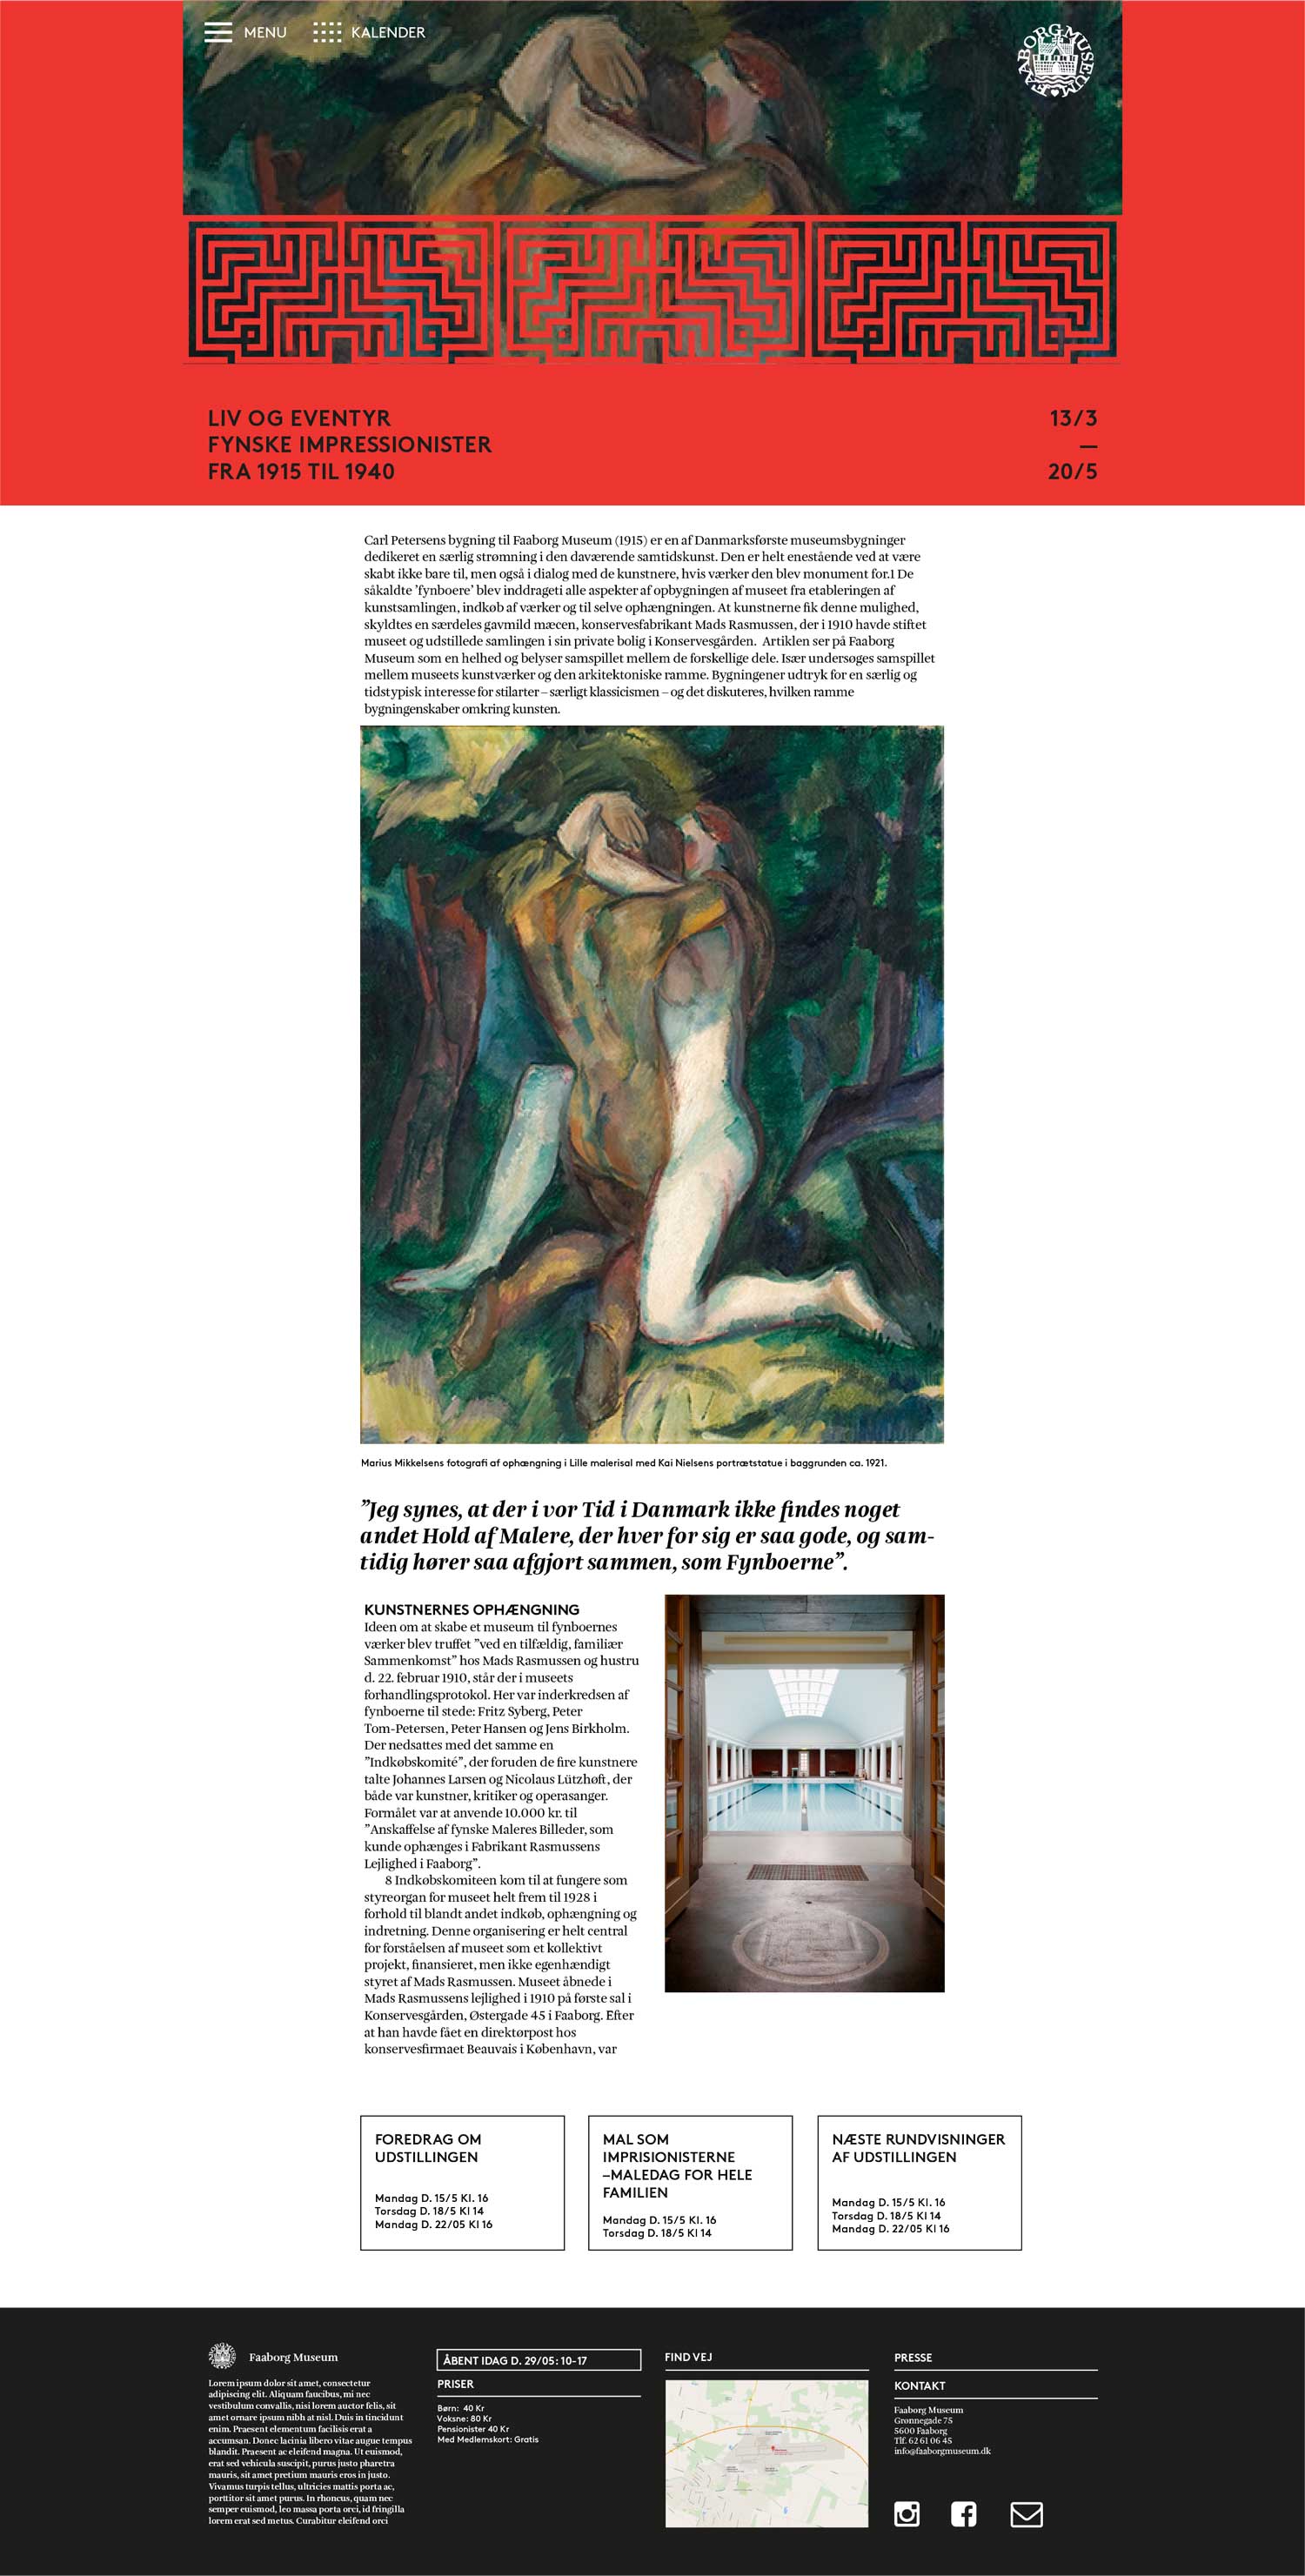 MENU
KALENDER
FAABORG MUSEUM
LIV OG EVENTYR
FYNSKE IMPRESSIONISTER
FRA 1915 TIL 1940
13/3
—
20/5
Carl Petersens bygning til Faaborg Museum (1915) er en af Danmarksførste museumsbygninger
dedikeret en særlig strømning i den daværende samtidskunst. Den er helt enestående ved at være
skabt ikke bare til, men også i dialog med de kunstnere, hvis værker den blev monument for.1 De
såkaldte ’fynboere’ blev inddrageti alle aspekter af opbygningen af museet fra etableringen af
kunstsamlingen, indkøb af værker og til selve ophængningen. At kunstnerne fik denne mulighed,
skyldtes en særdeles gavmild mæcen, konservesfabrikant Mads Rasmussen, der i 1910 havde stiftet
museet og udstillede samlingen i sin private bolig i Konservesgården.  Artiklen ser på Faaborg
Museum som en helhed og belyser samspillet mellem de forskellige dele. Især undersøges samspillet
mellem museets kunstværker og den arkitektoniske ramme. Bygningener udtryk for en særlig og
tidstypisk interesse for stilarter – særligt klassicismen – og det diskuteres, hvilken ramme
bygningenskaber omkring kunsten.
Marius Mikkelsens fotografi af ophængning i Lille malerisal med Kai Nielsens portrætstatue i baggrunden ca. 1921.
”Jeg synes, at der i vor Tid i Danmark ikke findes noget
andet Hold af Malere, der hver for sig er saa gode, og sam-
tidig hører saa afgjort sammen, som Fynboerne”.
KUNSTNERNES OPHÆNGNING
Ideen om at skabe et museum til fynboernes
værker blev truffet ”ved en tilfældig, familiær
Sammenkomst” hos Mads Rasmussen og hustru
d. 22. februar 1910, står der i museets
forhandlingsprotokol. Her var inderkredsen af
fynboerne til stede: Fritz Syberg, Peter
Tom-Petersen, Peter Hansen og Jens Birkholm.
Der nedsattes med det samme en
”Indkøbskomité”, der foruden de fire kunstnere
talte Johannes Larsen og Nicolaus Lützhøft, der
både var kunstner, kritiker og operasanger.
Formålet var at anvende 10.000 kr. til
”Anskaffelse af fynske Maleres Billeder, som
kunde ophænges i Fabrikant Rasmussens
Lejlighed i Faaborg”.
8 Indkøbskomiteen kom til at fungere som
styreorgan for museet helt frem til 1928 i
forhold til blandt andet indkøb, ophængning og
indretning. Denne organisering er helt central
for forståelsen af museet som et kollektivt
projekt, finansieret, men ikke egenhændigt
styret af Mads Rasmussen. Museet åbnede i
Mads Rasmussens lejlighed i 1910 på første sal i
Konservesgården, Østergade 45 i Faaborg. Efter
at han havde fået en direktørpost hos
konservesfirmaet Beauvais i København, var
FOREDRAG OM
UDSTILLINGEN
Mandag D. 15/5 Kl. 16
Torsdag D. 18/5 Kl 14
Mandag D. 22/05 Kl 16
MAL SOM
IMPRISIONISTERNE
–MALEDAG FOR HELE
FAMILIEN
Mandag D. 15/5 Kl. 16
Torsdag D. 18/5 Kl 14
NÆSTE RUNDVISNINGER
AF UDSTILLINGEN
Mandag D. 15/5 Kl. 16
Torsdag D. 18/5 Kl 14
Mandag D. 22/05 Kl 16
Faaborg Museum
Lorem ipsum dolor sit amet, consectetur
adipiscing elit. Aliquam faucibus, mi nec
vestibulum convallis, nisi lorem auctor felis, sit
amet ornare ipsum nibh at nisl. Duis in tincidunt
enim. Praesent elementum facilisis erat a
accumsan. Donec lacinia libero vitae augue tempus
blandit. Praesent ac eleifend magna. Ut euismod,
erat sed vehicula suscipit, purus justo pharetra
mauris, sit amet pretium mauris eros in justo.
Vivamus turpis tellus, ultricies mattis porta ac,
porttitor sit amet purus. In rhoncus, quam nec
semper euismod, leo massa porta orci, id fringilla
lorem erat sed metus. Curabitur eleifend orci
ÅBENT IDAG D. 29/05: 10-17
PRISER
Børn:  40 Kr
Voksne: 80 Kr
Pensionister 40 Kr
Med Medlemskort: Gratis
FIND VEJ
PRESSE
KONTAKT
Faaborg Museum
Grønnegade 75
5600 Faaborg
Tlf. 62 61 06 45
info@faaborgmuseum.dk